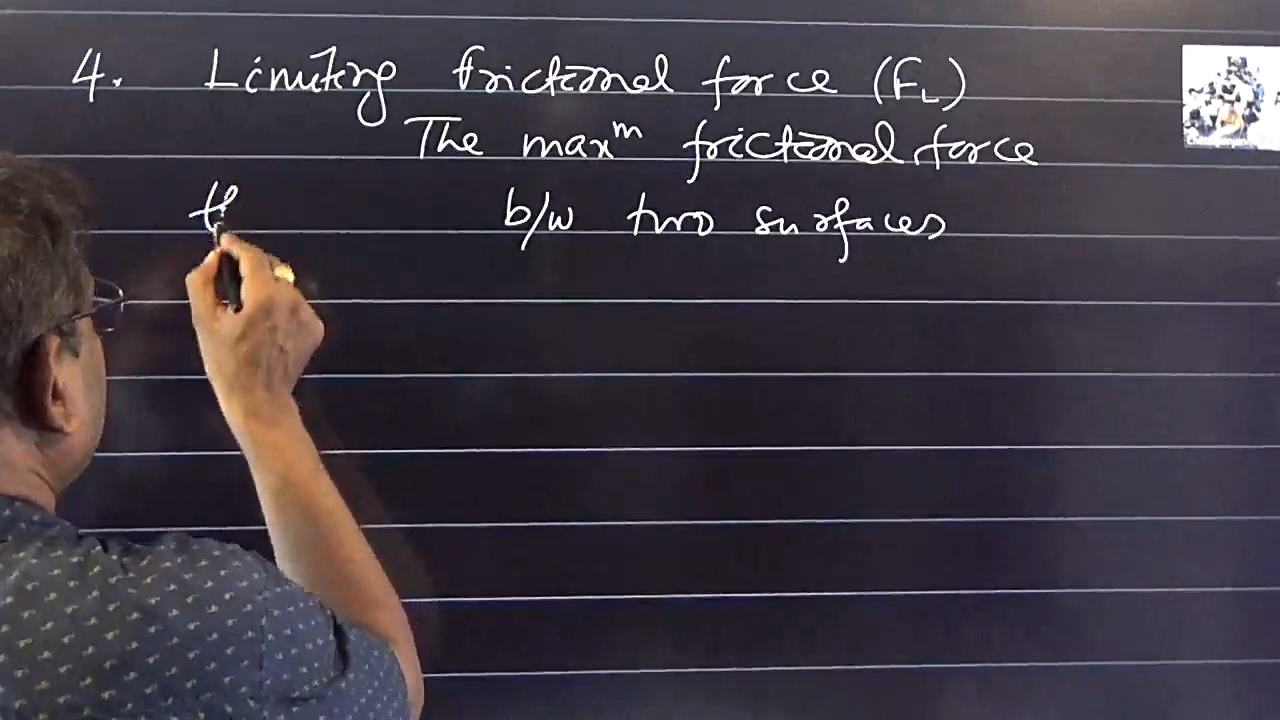 4. Limiting frictional force (FL)
The maxm frictional force
b/w two surfaces